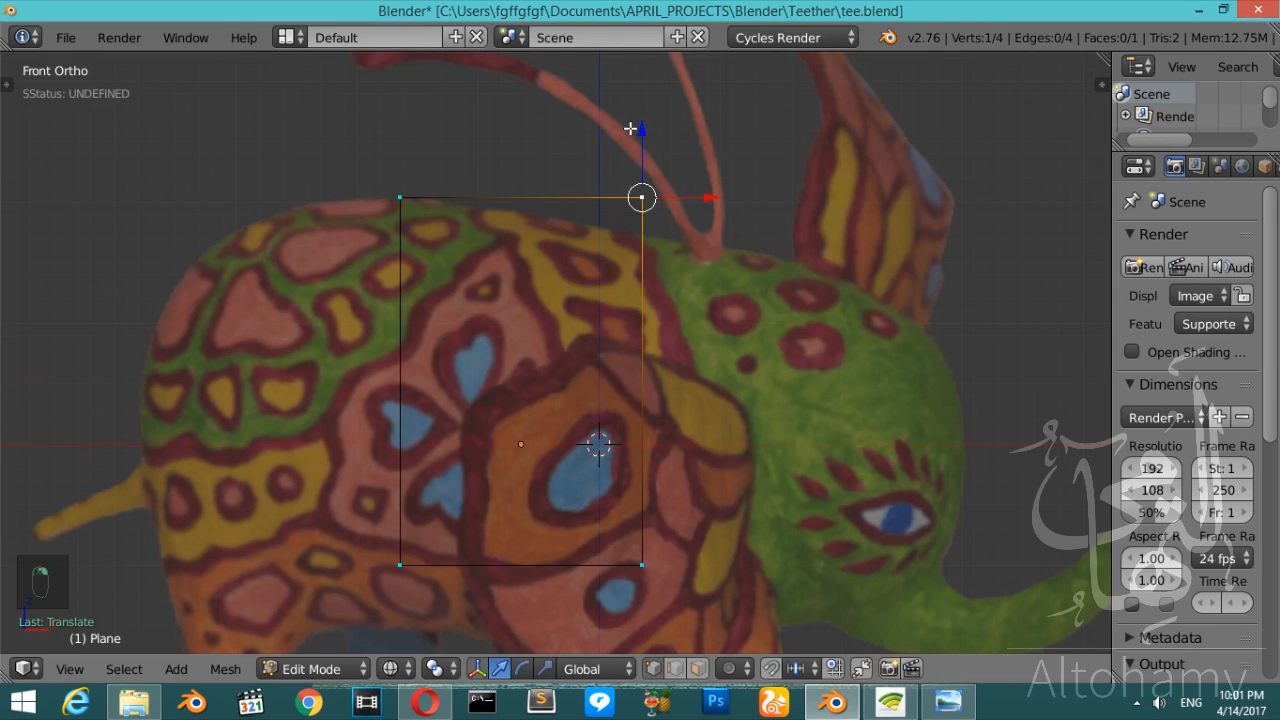 Blender* [C:\Users\fgffgfgf\Documents\APRIL_PROJECTS\Blender\Teether\tee.blend]
File Render Window Help Default Scene Cycles Render v2.76 | Verts:1/4 | Edges:0/4 | Faces:0/1 | Tris:2 | Mem:12.75M |
Front Ortho
SStatus: UNDEFINED
View Search
Scene
Rende
Scene
Render
Ren Ani Audi
Displ Image
Featu Supporte
Open Shading ...
Dimensions
Render P...
Resolutio Frame Ra
192 St: 1
108 250
50% Fr: 1
Aspect R Frame Ra
1.00 24 fps
1.00 Time Re
Metadata
Output
Last: Translate
(1) Plane
View Select Add Mesh Edit Mode Global
Altohamy
321
Ps
ENG
10:01 PM
4/14/2017